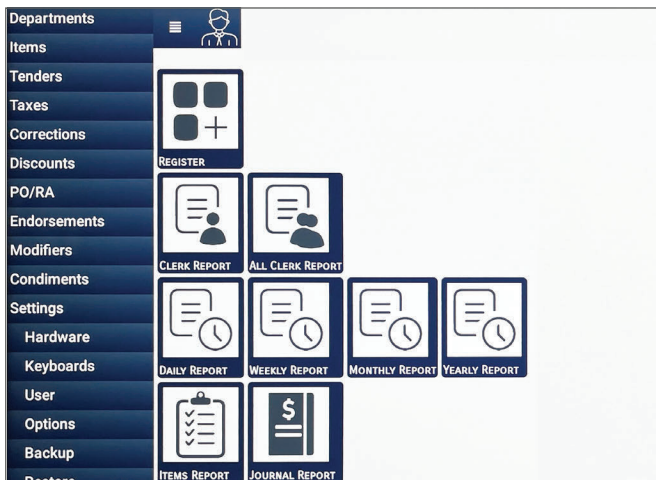 Departments
Items
Tenders
Taxes
Corrections
Discounts
PO/RA
Endorsements
Modifiers
Condiments
Settings
Hardware
Keyboards
User
Options
Backup
REGISTER
CLERK REPORT
ALL CLERK REPORT
DAILY REPORT
WEEKLY REPORT
MONTHLY REPORT
YEARLY REPORT
ITEMS REPORT
$
JOURNAL REPORT